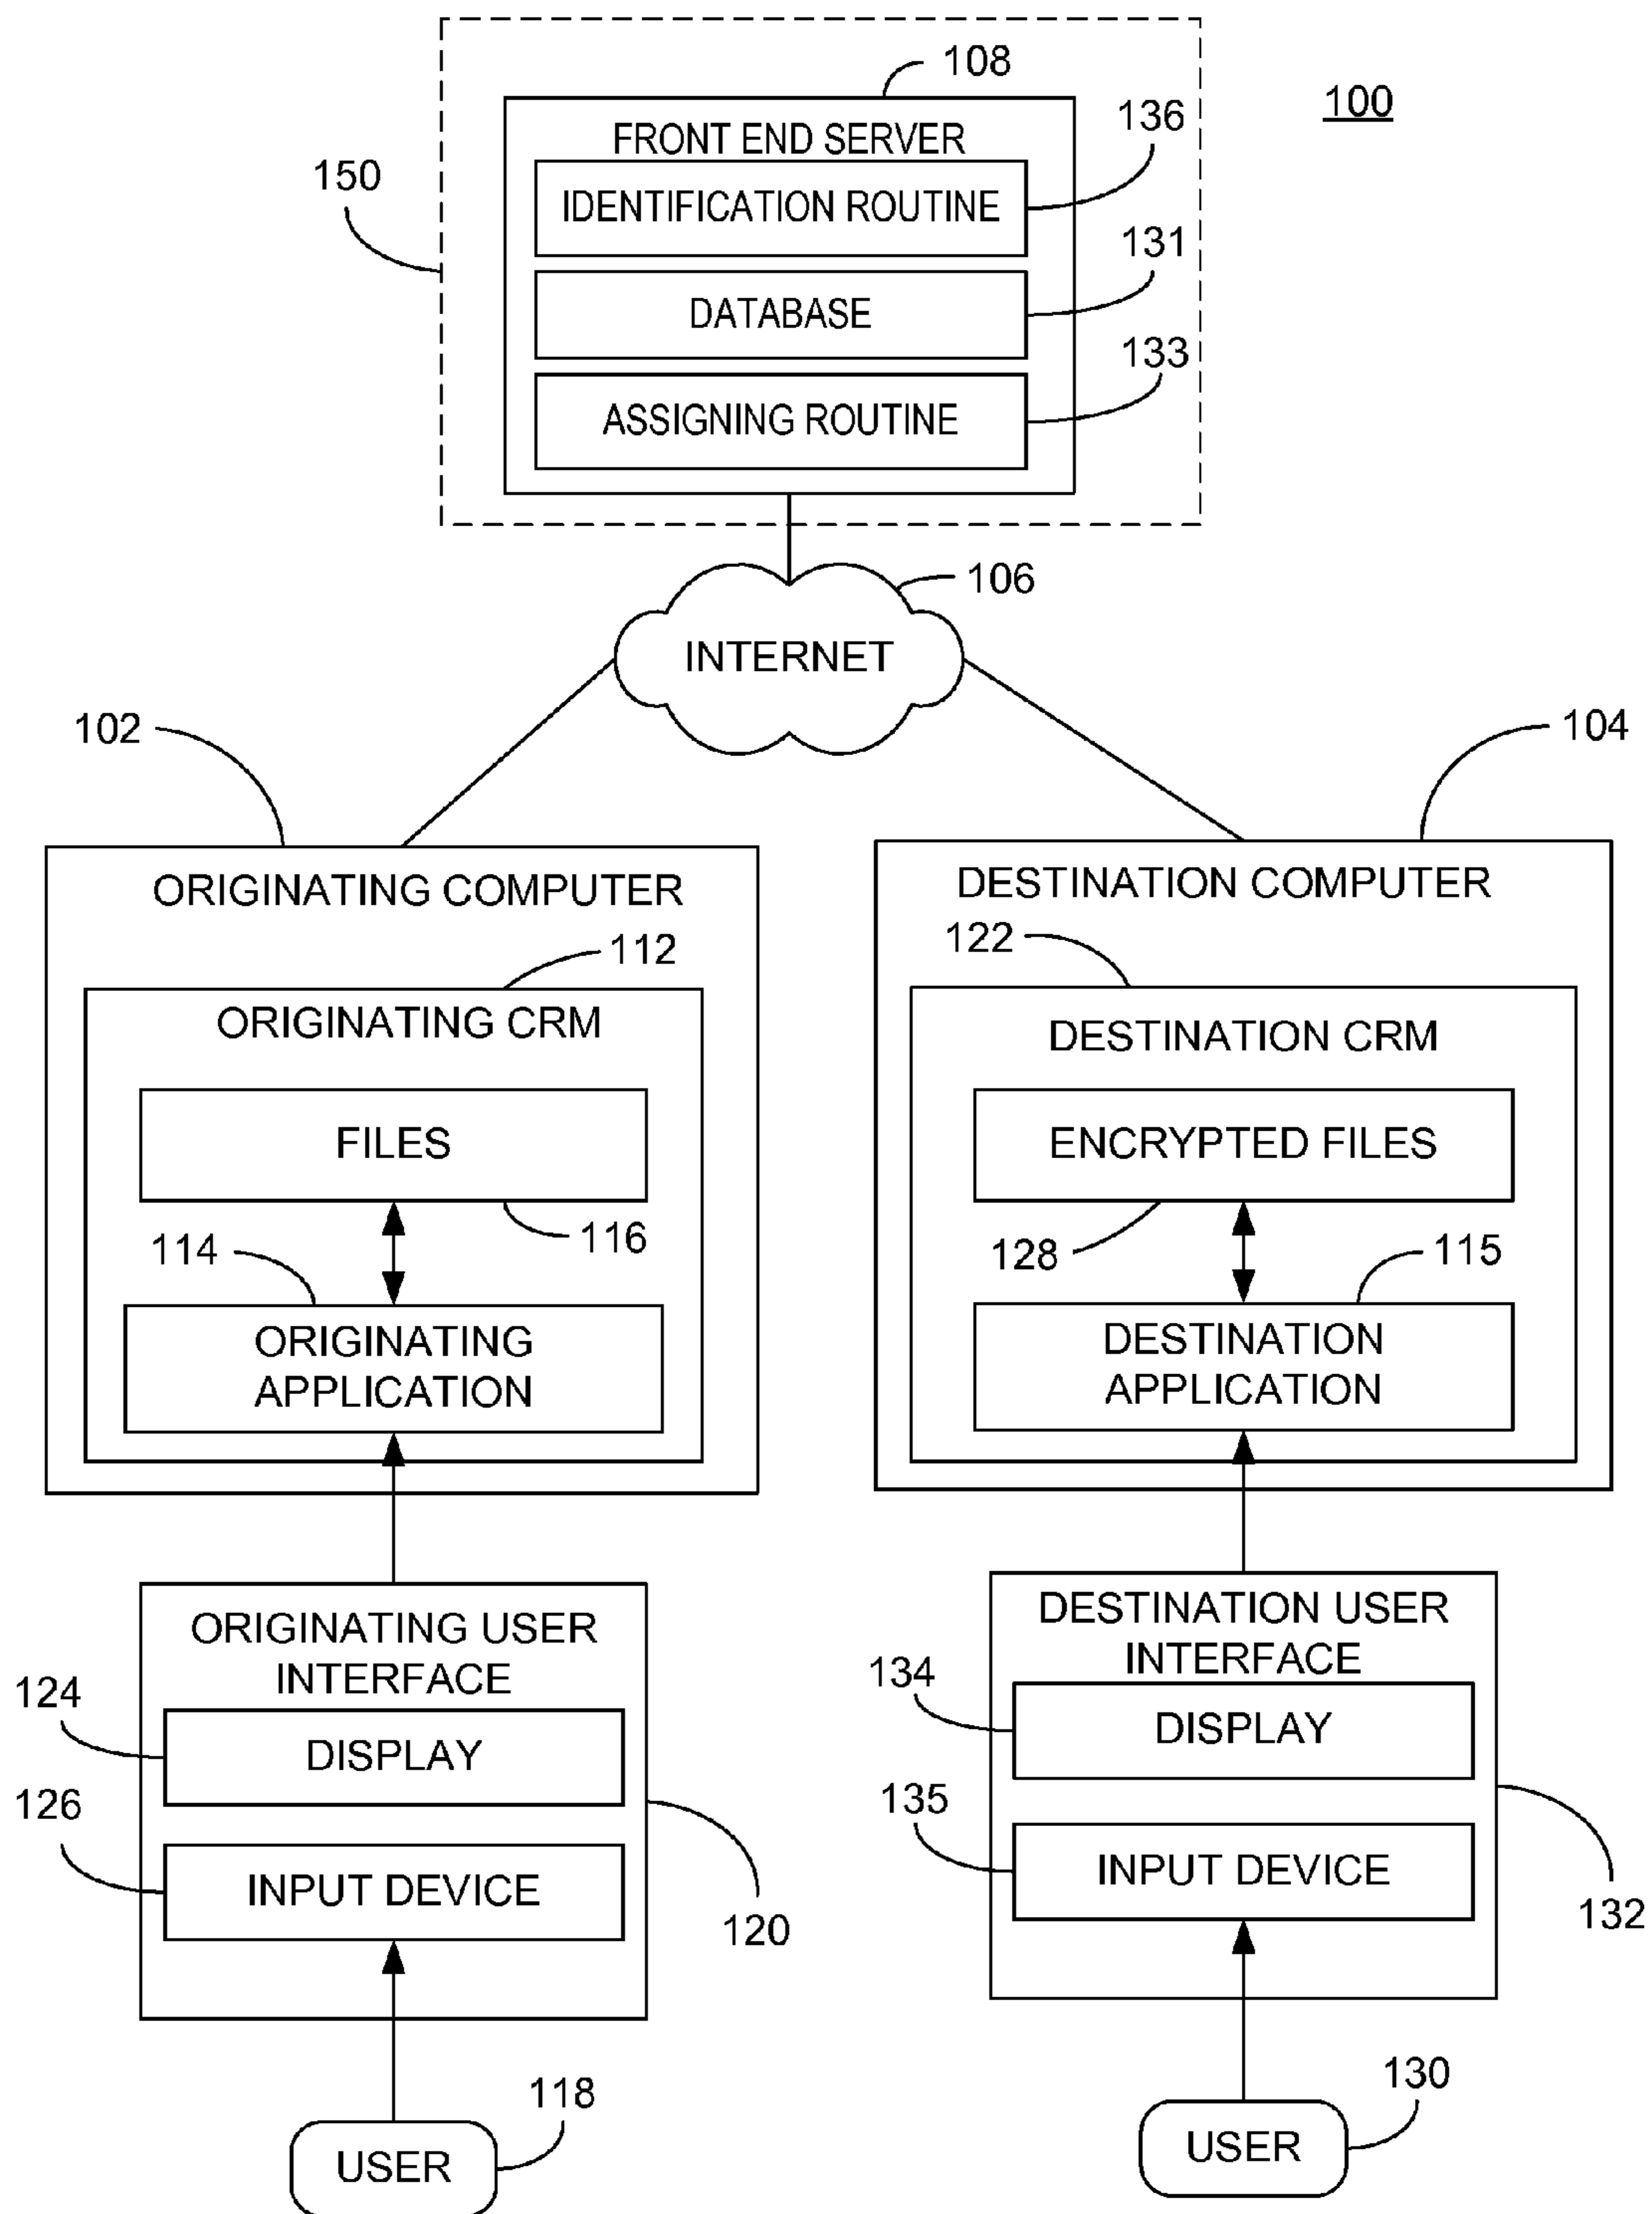 108
100
136
FRONT END SERVER
150
IDENTIFICATION ROUTINE
131
DATABASE
133
ASSIGNING ROUTINE
106
INTERNET
102
104
ORIGINATING COMPUTER
DESTINATION COMPUTER
112
122
ORIGINATING CRM
DESTINATION CRM
FILES
ENCRYPTED FILES
114
116
128
115
ORIGINATING
APPLICATION
DESTINATION
APPLICATION
ORIGINATING USER
INTERFACE
DESTINATION USER
INTERFACE
124
134
DISPLAY
DISPLAY
126
135
INPUT DEVICE
INPUT DEVICE
120
132
118
130
USER
USER